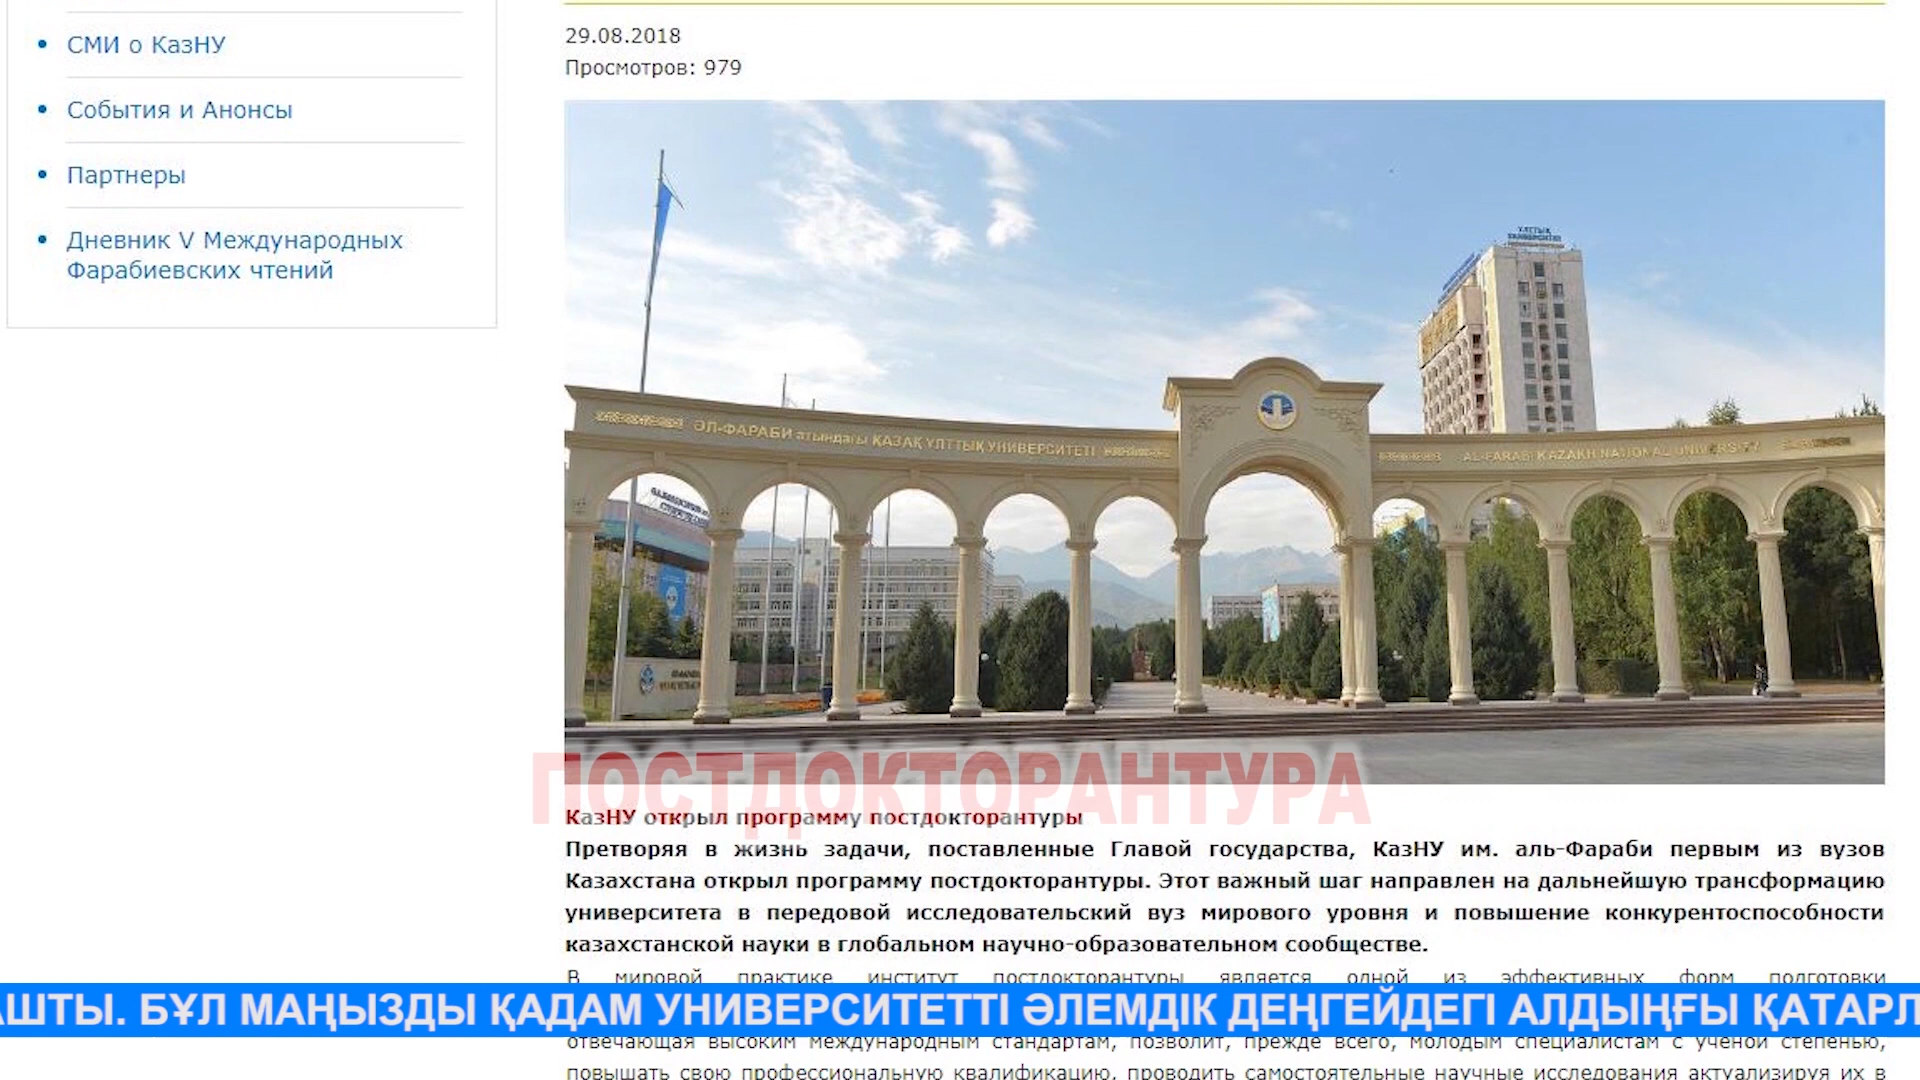 СМИ о КазНУ
События и Анонсы
Партнеры
Дневник V Международных
Фарабиевских чтений
29.08.2018
Просмотров: 979
ҰЛТТЫҚ
УНИВЕРСИТЕТІ
ӘЛ-ФАРАБИ атындағы ҚАЗАҚ ҰЛТТЫҚ УНИВЕРСИТЕТІ
AL-FARABI KAZAKH NATIONAL UNIVERSITY
ПОСТДОКТОРАНТУРА
КазНУ открыл программу постдокторантуры
Претворяя в жизнь задачи, поставленные Главой государства, КазНУ им. аль-Фараби первым из вузов
Казахстана открыл программу постдокторантуры. Этот важный шаг направлен на дальнейшую трансформацию
университета в передовой исследовательский вуз мирового уровня и повышение конкурентоспособности
казахстанской науки в глобальном научно-образовательном сообществе.
В мировой практике институт постдокторантуры является одной из эффективных форм подготовки
АШТЫ. БҰЛ МАҢЫЗДЫ ҚАДАМ УНИВЕРСИТЕТТІ ӘЛЕМДІК ДЕҢГЕЙДЕГІ АЛДЫҢҒЫ ҚАТАРЛ
отвечающая высоким международным стандартам, позволит, прежде всего, молодым специалистам с ученой степенью,
повышать свою профессиональную квалификацию, проводить самостоятельные научные исследования актуализируя их в